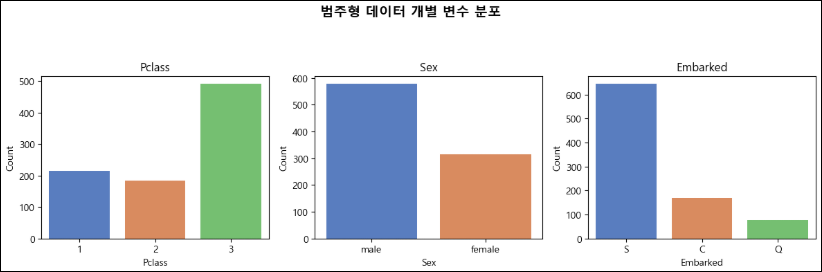 범주형 데이터 개별 변수 분포
Pclass
500
400
300
200
100
0
Count
1 2 3
Pclass
Sex
600
500
400
300
200
100
0
Count
male female
Sex
Embarked
600
500
400
300
200
100
0
Count
S C Q
Embarked